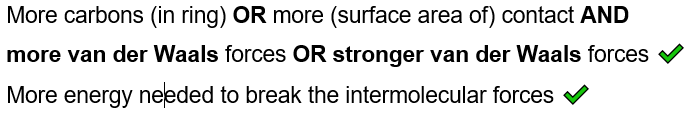 More carbons (in ring) OR more (surface area of) contact AND
more van der Waals forces OR stronger van der Waals forces ✔
More energy needed to break the intermolecular forces ✔